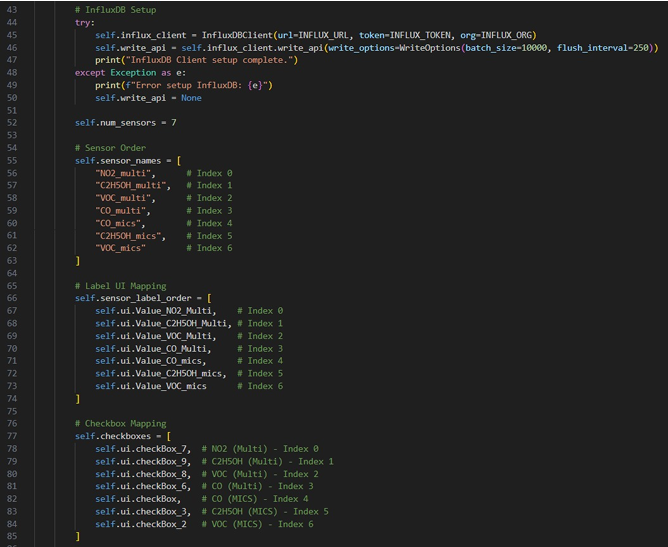 43 # InfluxDB Setup
44 try:
45     self.influx_client = InfluxDBClient(url=INFLUX_URL, token=INFLUX_TOKEN, org=INFLUX_ORG)
46     self.write_api = self.influx_client.write_api(write_options=WriteOptions(batch_size=10000, flush_interval=250))
47     print("InfluxDB Client setup complete.")
48 except Exception as e:
49     print(f"Error setup InfluxDB: {e}")
50     self.write_api = None
51
52 self.num_sensors = 7
53
54 # Sensor Order
55 self.sensor_names = [
56     "NO2_multi",      # Index 0
57     "C2H5OH_multi",   # Index 1
58     "VOC_multi",      # Index 2
59     "CO_multi",       # Index 3
60     "CO_mics",        # Index 4
61     "C2H5OH_mics",    # Index 5
62     "VOC_mics"        # Index 6
63 ]
64
65 # Label UI Mapping
66 self.sensor_label_order = [
67     self.ui.Value_NO2_Multi,    # Index 0
68     self.ui.Value_C2H5OH_Multi, # Index 1
69     self.ui.Value_VOC_Multi,    # Index 2
70     self.ui.Value_CO_Multi,     # Index 3
71     self.ui.Value_CO_mics,      # Index 4
72     self.ui.Value_C2H5OH_mics,  # Index 5
73     self.ui.Value_VOC_mics      # Index 6
74 ]
75
76 # Checkbox Mapping
77 self.checkboxes = [
78     self.ui.checkBox_7,  # NO2 (Multi) - Index 0
79     self.ui.checkBox_9,  # C2H5OH (Multi) - Index 1
80     self.ui.checkBox_8,  # VOC (Multi) - Index 2
81     self.ui.checkBox_6,  # CO (Multi) - Index 3
82     self.ui.checkBox,    # CO (MICS) - Index 4
83     self.ui.checkBox_3,  # C2H5OH (MICS) - Index 5
84     self.ui.checkBox_2   # VOC (MICS) - Index 6
85 ]